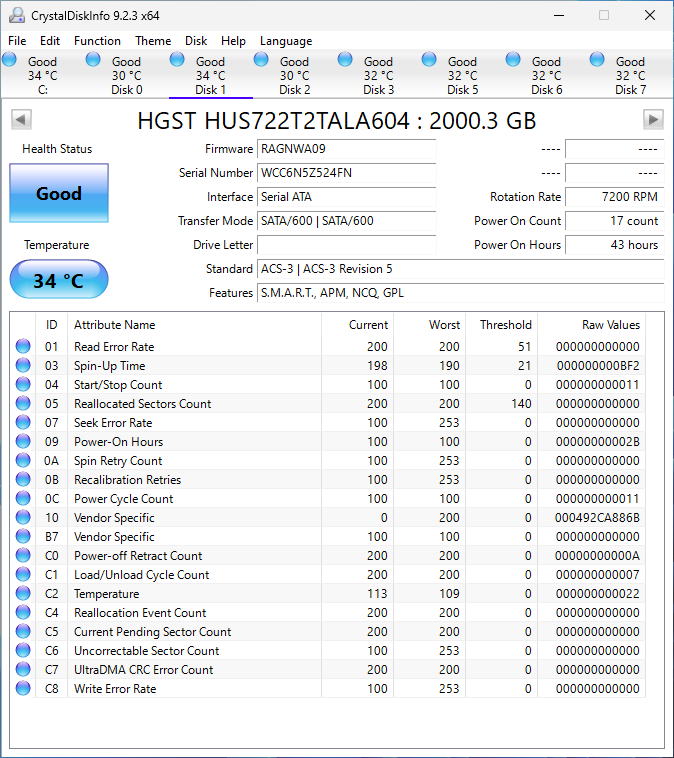 CrystalDiskInfo 9.2.3 x64
File Edit Function Theme Disk Help Language
Good Good Good Good Good Good Good Good
34 °C 30 °C 34 °C 30 °C 32 °C 32 °C 32 °C 32 °C
C: Disk 0 Disk 1 Disk 2 Disk 3 Disk 5 Disk 6 Disk 7
HGST HUS722T2TALA604 : 2000.3 GB
Health Status Firmware RAGNWA09 ---- ----
Good Serial Number WCC6N5Z524FN ---- ----
Interface Serial ATA Rotation Rate 7200 RPM
Transfer Mode SATA/600 | SATA/600 Power On Count 17 count
Temperature Drive Letter Power On Hours 43 hours
34 °C Standard ACS-3 | ACS-3 Revision 5
Features S.M.A.R.T., APM, NCQ, GPL
ID Attribute Name Current Worst Threshold Raw Values
01 Read Error Rate 200 200 51 000000000000
03 Spin-Up Time 198 190 21 000000000BF2
04 Start/Stop Count 100 100 0 000000000011
05 Reallocated Sectors Count 200 200 140 000000000000
07 Seek Error Rate 100 253 0 000000000000
09 Power-On Hours 100 100 0 00000000002B
0A Spin Retry Count 100 253 0 000000000000
0B Recalibration Retries 100 253 0 000000000000
0C Power Cycle Count 100 100 0 000000000011
10 Vendor Specific 0 200 0 000492CA886B
B7 Vendor Specific 100 100 0 000000000000
C0 Power-off Retract Count 200 200 0 00000000000A
C1 Load/Unload Cycle Count 200 200 0 000000000007
C2 Temperature 113 109 0 000000000022
C4 Reallocation Event Count 200 200 0 000000000000
C5 Current Pending Sector Count 200 200 0 000000000000
C6 Uncorrectable Sector Count 100 253 0 000000000000
C7 UltraDMA CRC Error Count 200 200 0 000000000000
C8 Write Error Rate 100 253 0 000000000000